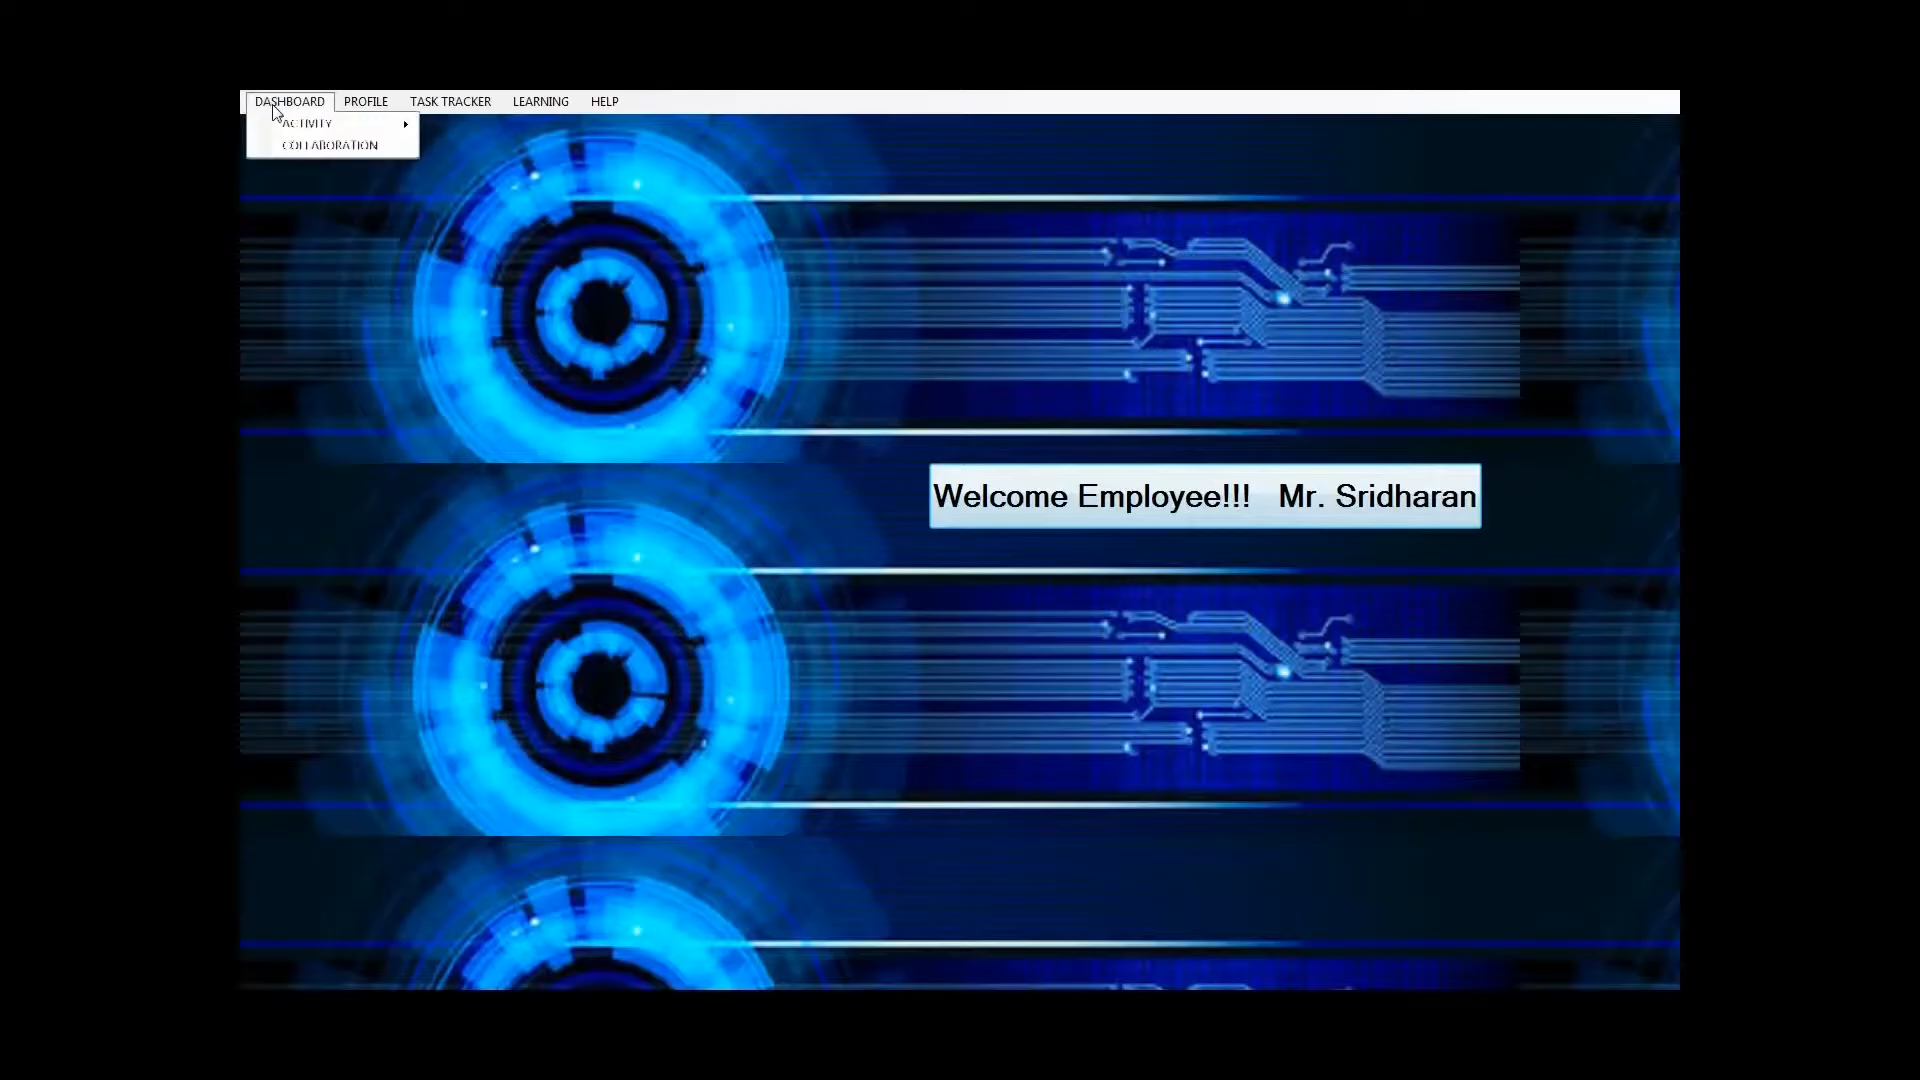 DASHBOARD PROFILE TASK TRACKER LEARNING HELP
ACTIVITY
COLLABORATION
Welcome Employee!!! Mr. Sridharan